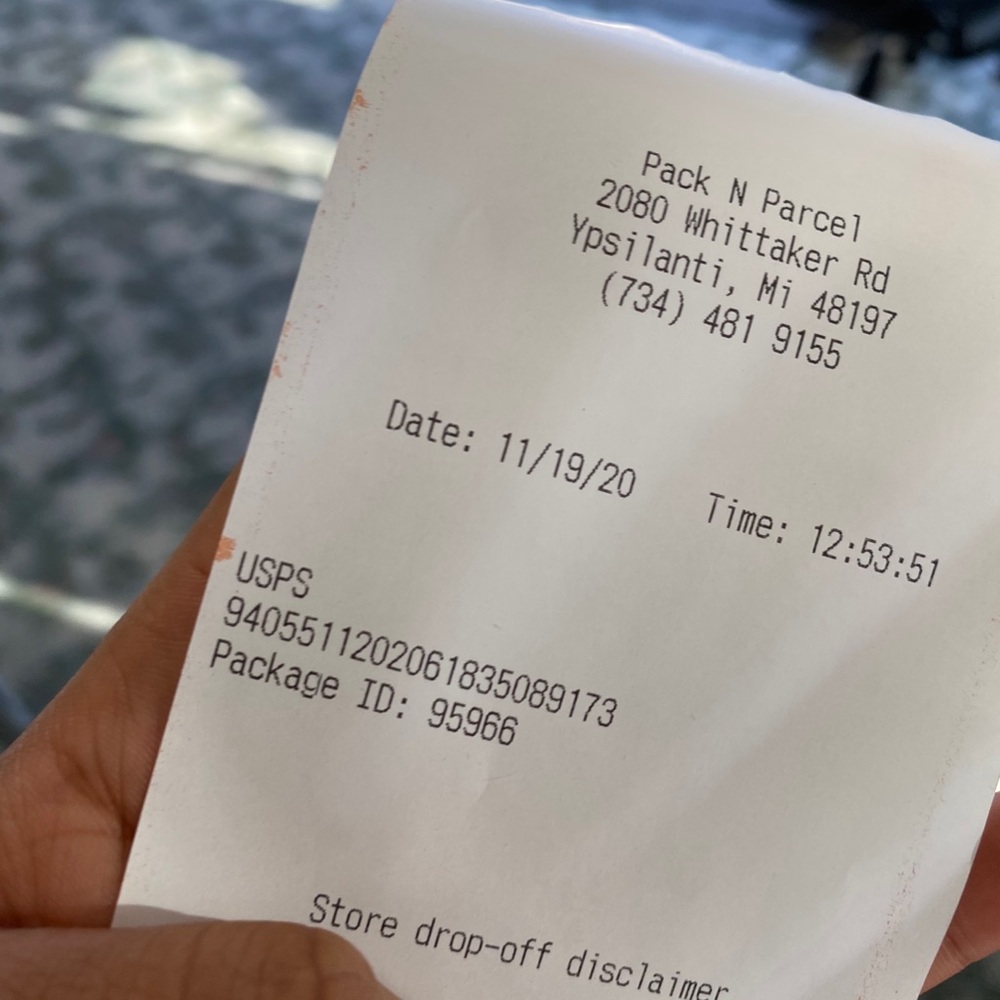 Pack N Parcel
2080 Whittaker Rd
Ypsilanti, Mi 48197
(734) 481 9155
Date: 11/19/20 Time: 12:53:51
USPS
9405511202061835089173
Package ID: 95966
Store drop-off disclaimer